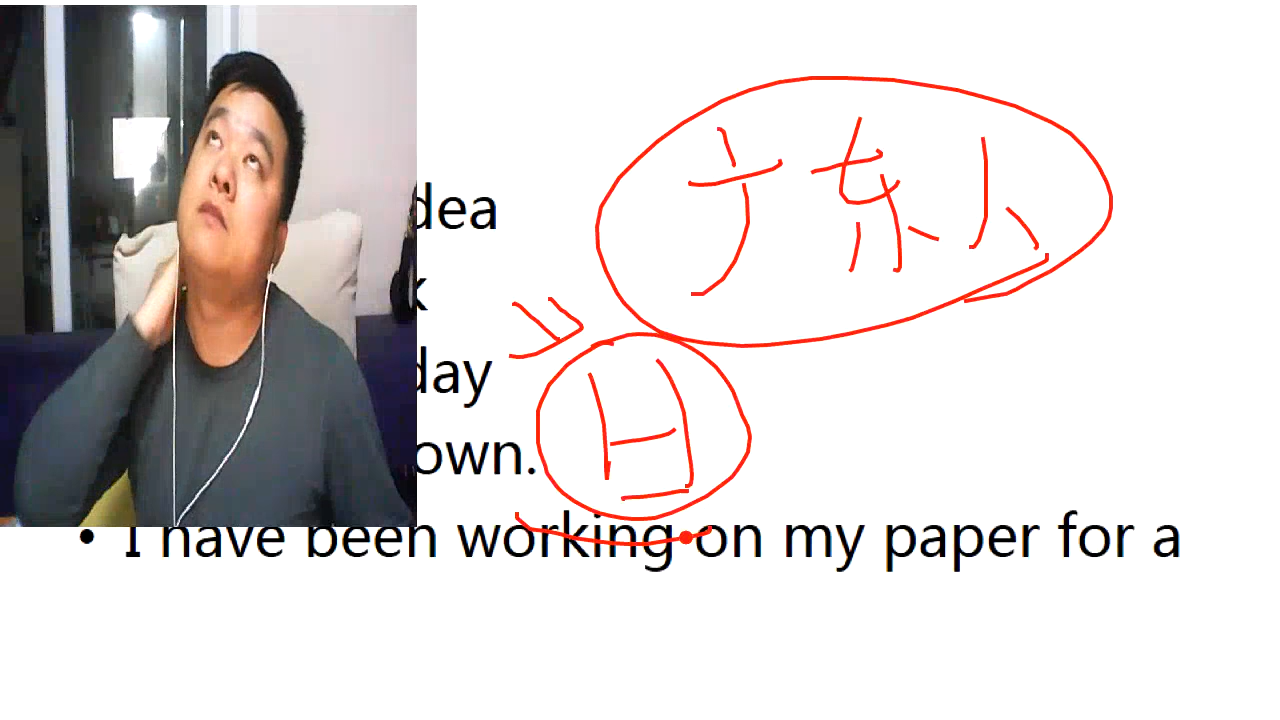 广东人
dea
k
day
日
own.
• I have been working on my paper for a